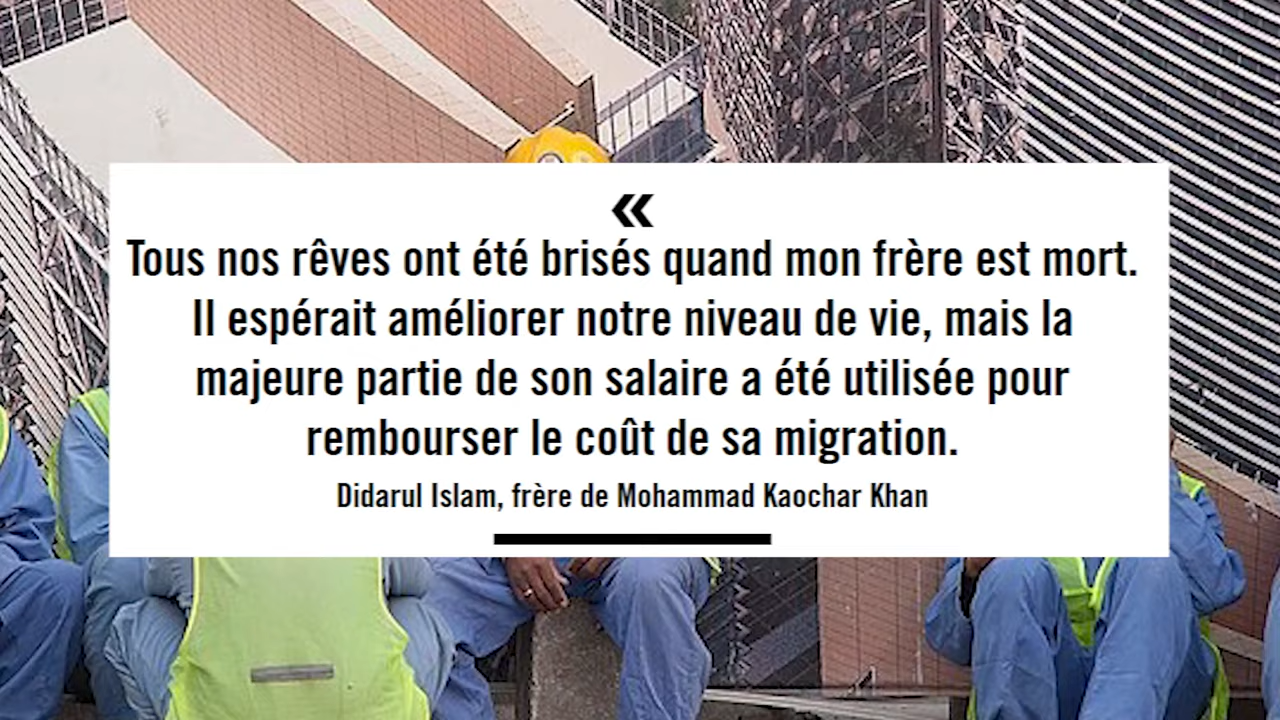 «
Tous nos rêves ont été brisés quand mon frère est mort.
Il espérait améliorer notre niveau de vie, mais la
majeure partie de son salaire a été utilisée pour
rembourser le coût de sa migration.
Didarul Islam, frère de Mohammad Kaochar Khan